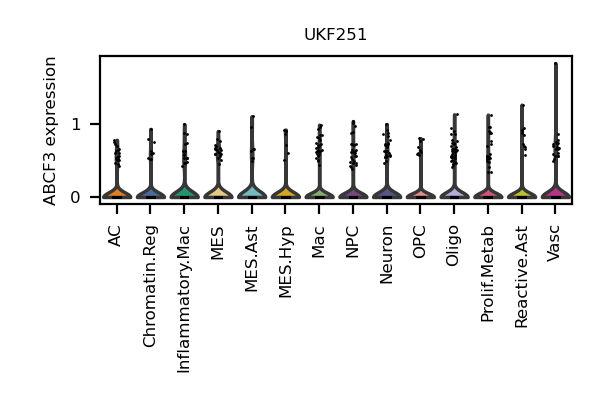 UKF251
ABCF3 expression
1
0
AC
Chromatin.Reg
Inflammatory.Mac
MES
MES.Ast
MES.Hyp
Mac
NPC
Neuron
OPC
Oligo
Prolif.Metab
Reactive.Ast
Vasc